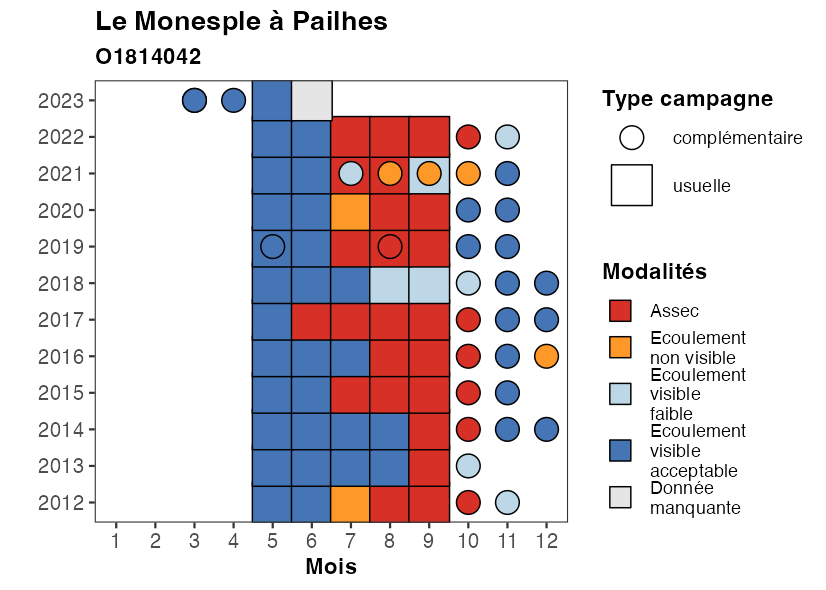 Le Monesple à Pailhes
O1814042
2023
2022
2021
2020
2019
2018
2017
2016
2015
2014
2013
2012
1 2 3 4 5 6 7 8 9 10 11 12
Mois
Type campagne
complémentaire
usuelle
Modalités
Assec
Ecoulement
non visible
Ecoulement
visible
faible
Ecoulement
visible
acceptable
Donnée
manquante